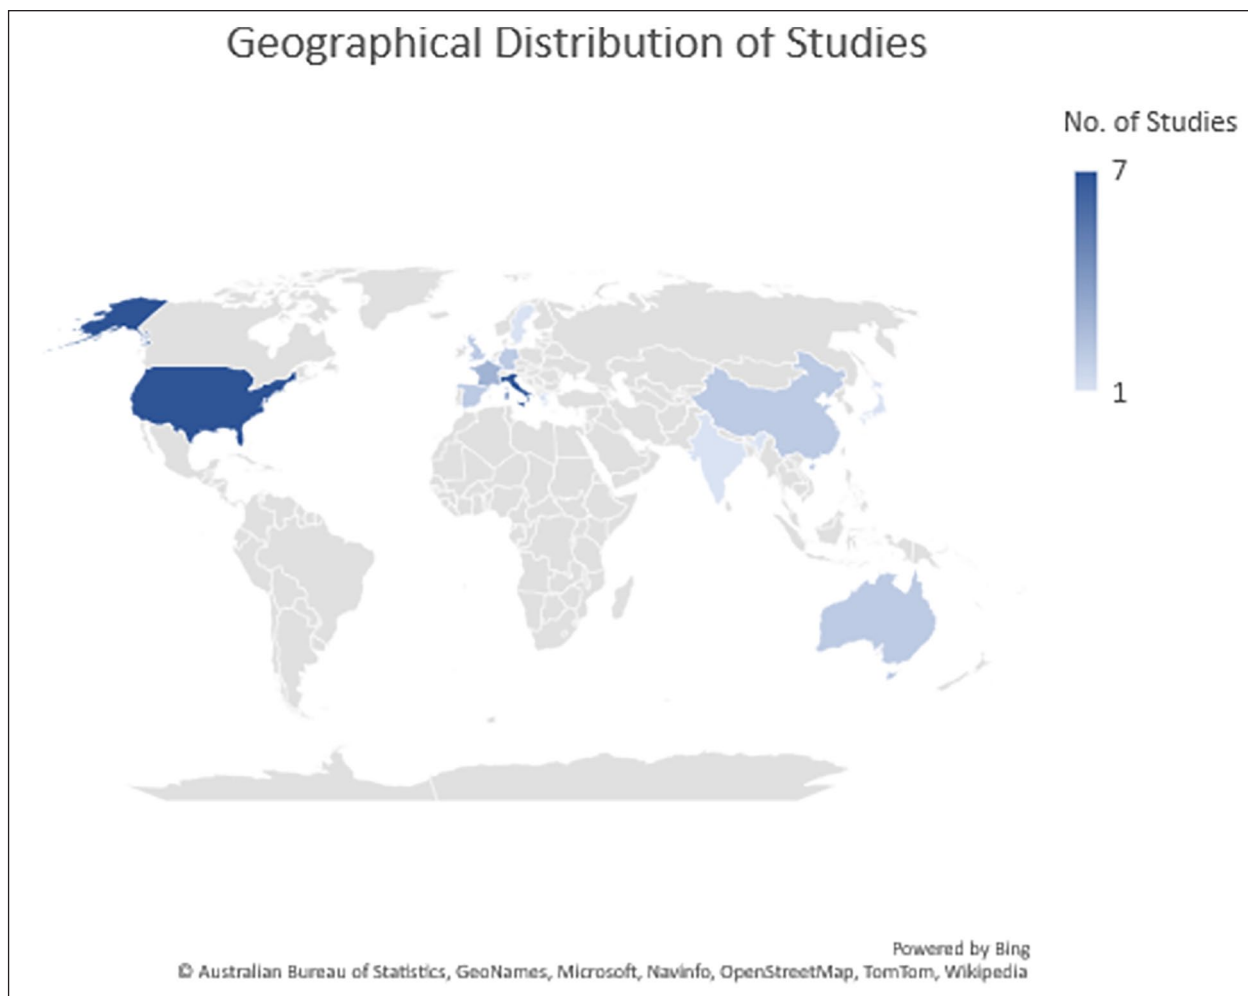 Geographical Distribution of Studies
No. of Studies
7
1
Powered by Bing
© Australian Bureau of Statistics, GeoNames, Microsoft, Navinfo, OpenStreetMap, TomTom, Wikipedia